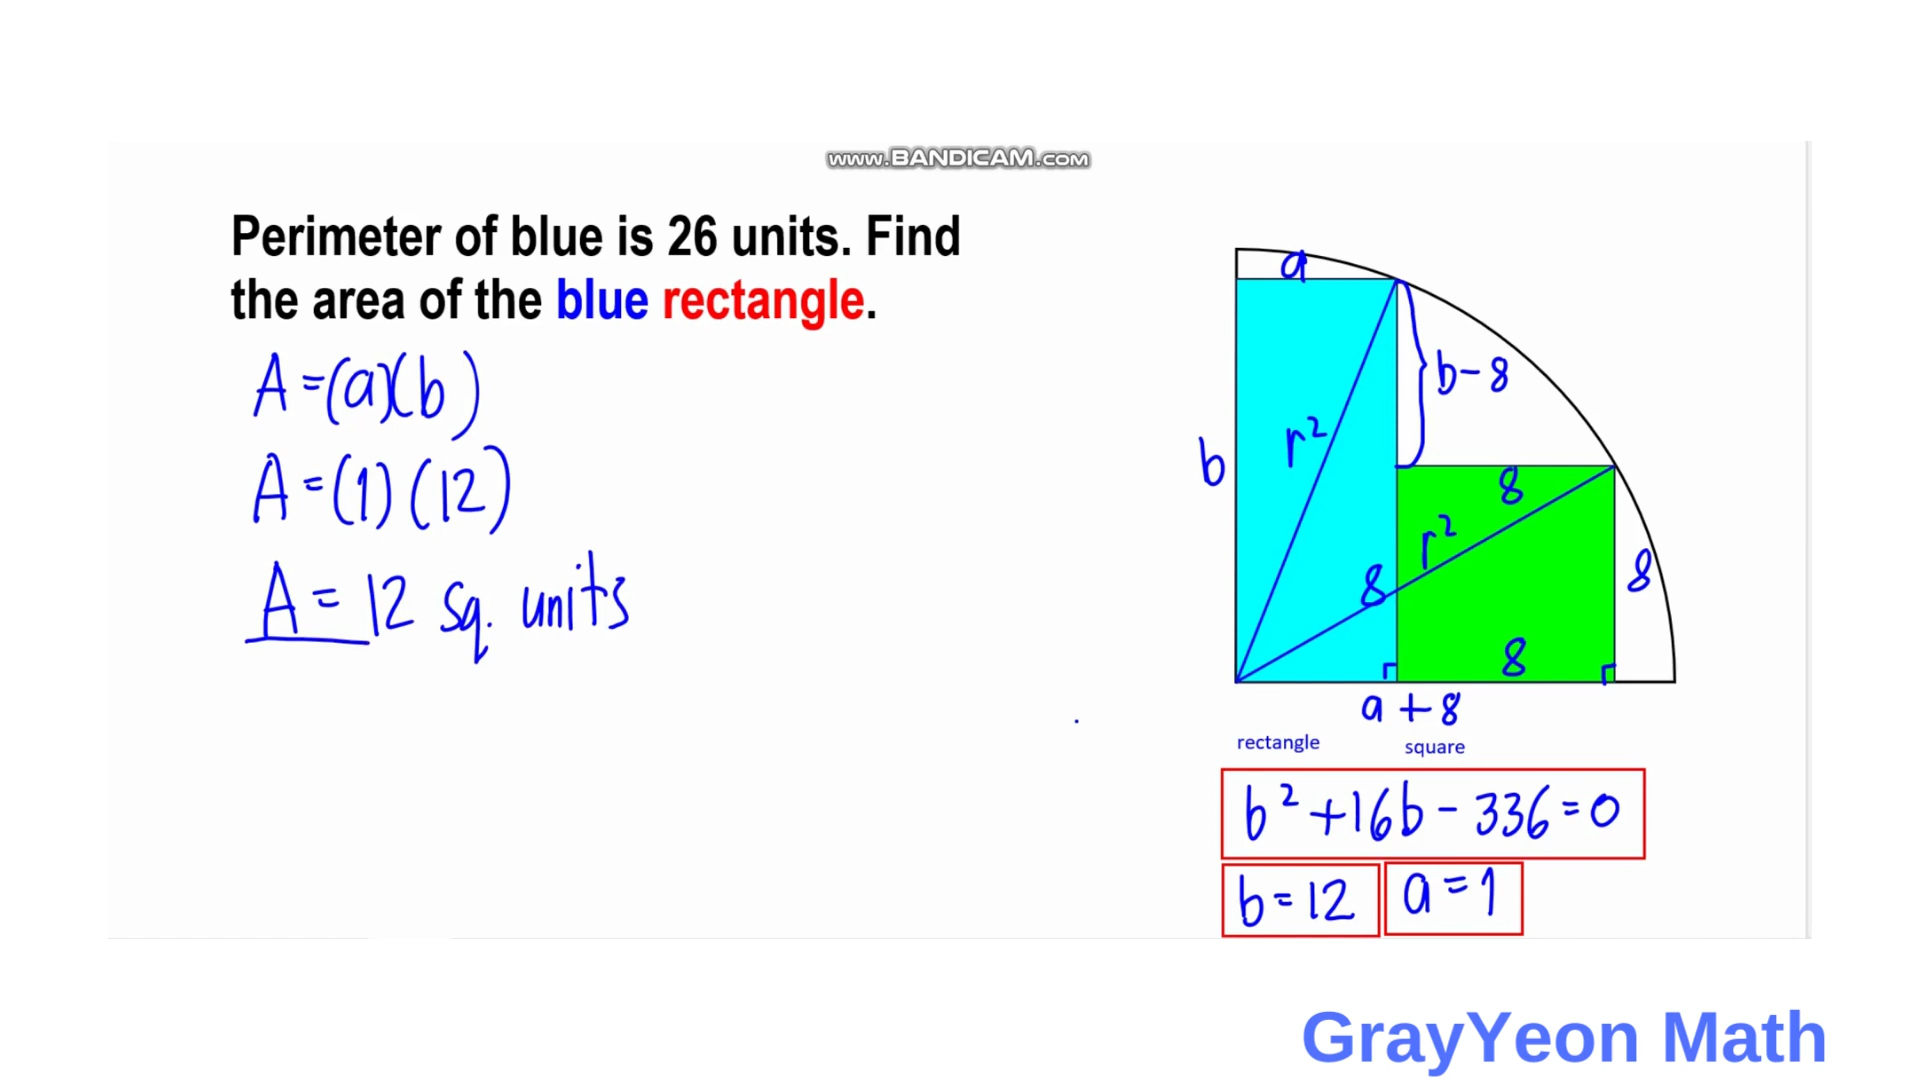 www.BANDICAM.com
Perimeter of blue is 26 units. Find
the area of the blue rectangle.
A = (a)(b)
A = (1)(12)
A = 12 sq. units
a
b - 8
r²
b
8
r²
8
8
8
a + 8
rectangle
square
b² + 16b - 336 = 0
b = 12
a = 1
GrayYeon Math